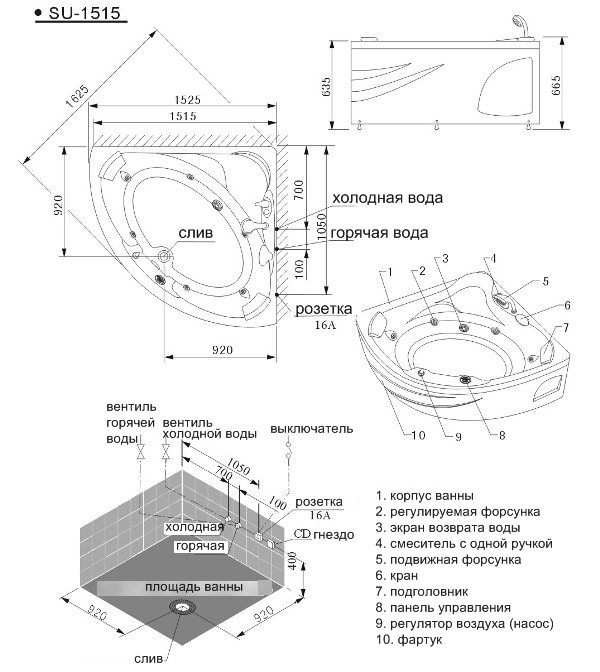 • SU-1515
1625
1525
1515
920
700
1050
100
слив
920
635
665
холодная вода
горячая вода
розетка
16A
1
2
3
4
5
6
7
8
9
10
вентиль
горячей
воды
вентиль
холодной воды
выключатель
1050
700
100
розетка
16A
холодная
горячая
CD гнездо
400
площадь ванны
920
920
слив
1. корпус ванны
2. регулируемая форсунка
3. экран возврата воды
4. смеситель с одной ручкой
5. подвижная форсунка
6. кран
7. подголовник
8. панель управления
9. регулятор воздуха (насос)
10. фартук